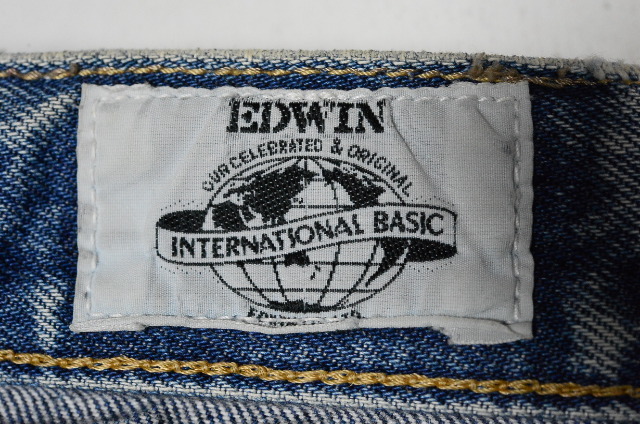 EDWIN
OUR CELEBRATED & ORIGINAL
INTERNATIONAL BASIC